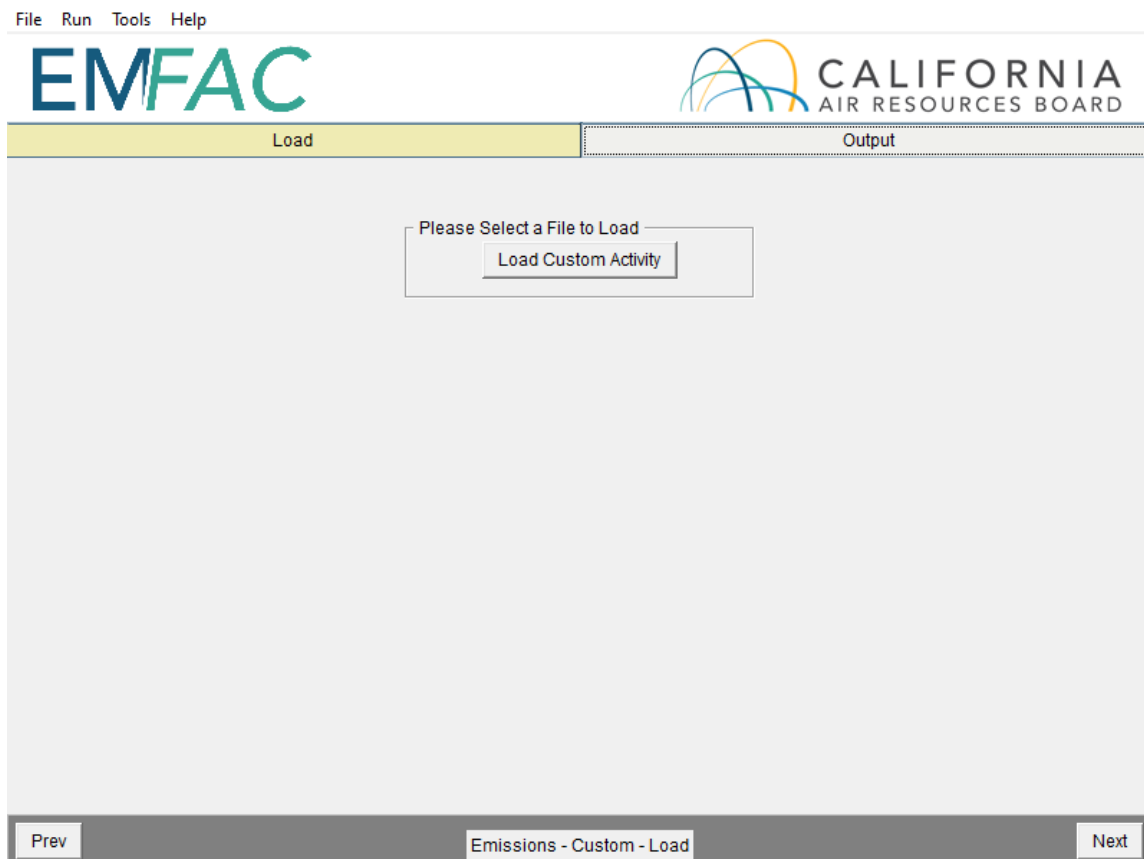 File Run Tools Help
EMFAC
CALIFORNIA
AIR RESOURCES BOARD
Load
Output
Please Select a File to Load
Load Custom Activity
Prev
Emissions - Custom - Load
Next